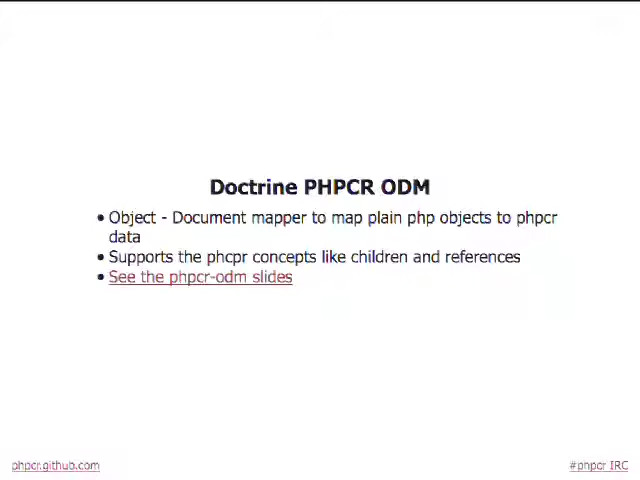 Doctrine PHPCR ODM
• Object - Document mapper to map plain php objects to phpcr
data
• Supports the phcpr concepts like children and references
• See the phpcr-odm slides
phpcr.github.com
#phpcr IRC